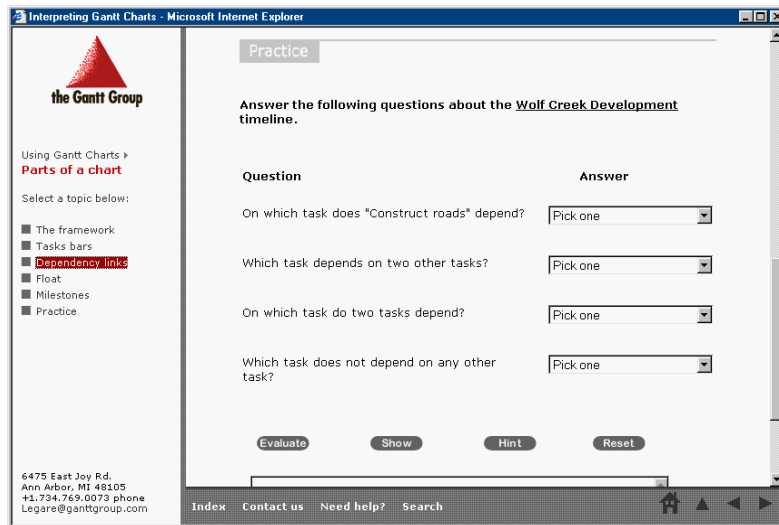 Interpreting Gantt Charts - Microsoft Internet Explorer
the Gantt Group
Using Gantt Charts
Parts of a chart
Select a topic below:
The framework
Tasks bars
Dependency links
Float
Milestones
Practice
6475 East Joy Rd.
Ann Arbor, MI 48105
+1.734.769.0073 phone
Legare@ganttgroup.com
Practice
Answer the following questions about the Wolf Creek Development
timeline.
Question Answer
On which task does "Construct roads" depend? Pick one
Which task depends on two other tasks? Pick one
On which task do two tasks depend? Pick one
Which task does not depend on any other Pick one
task?
Evaluate Show Hint Reset
Index Contact us Need help? Search